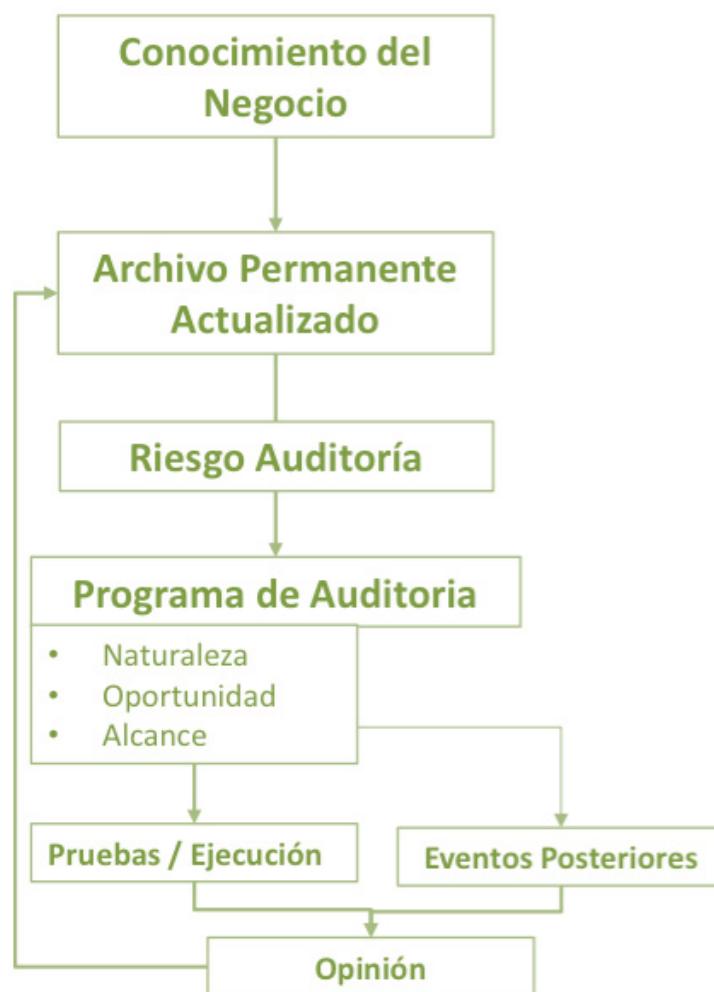 Conocimiento del
Negocio
Archivo Permanente
Actualizado
Riesgo Auditoría
Programa de Auditoria
• Naturaleza
• Oportunidad
• Alcance
Pruebas / Ejecución
Eventos Posteriores
Opinión